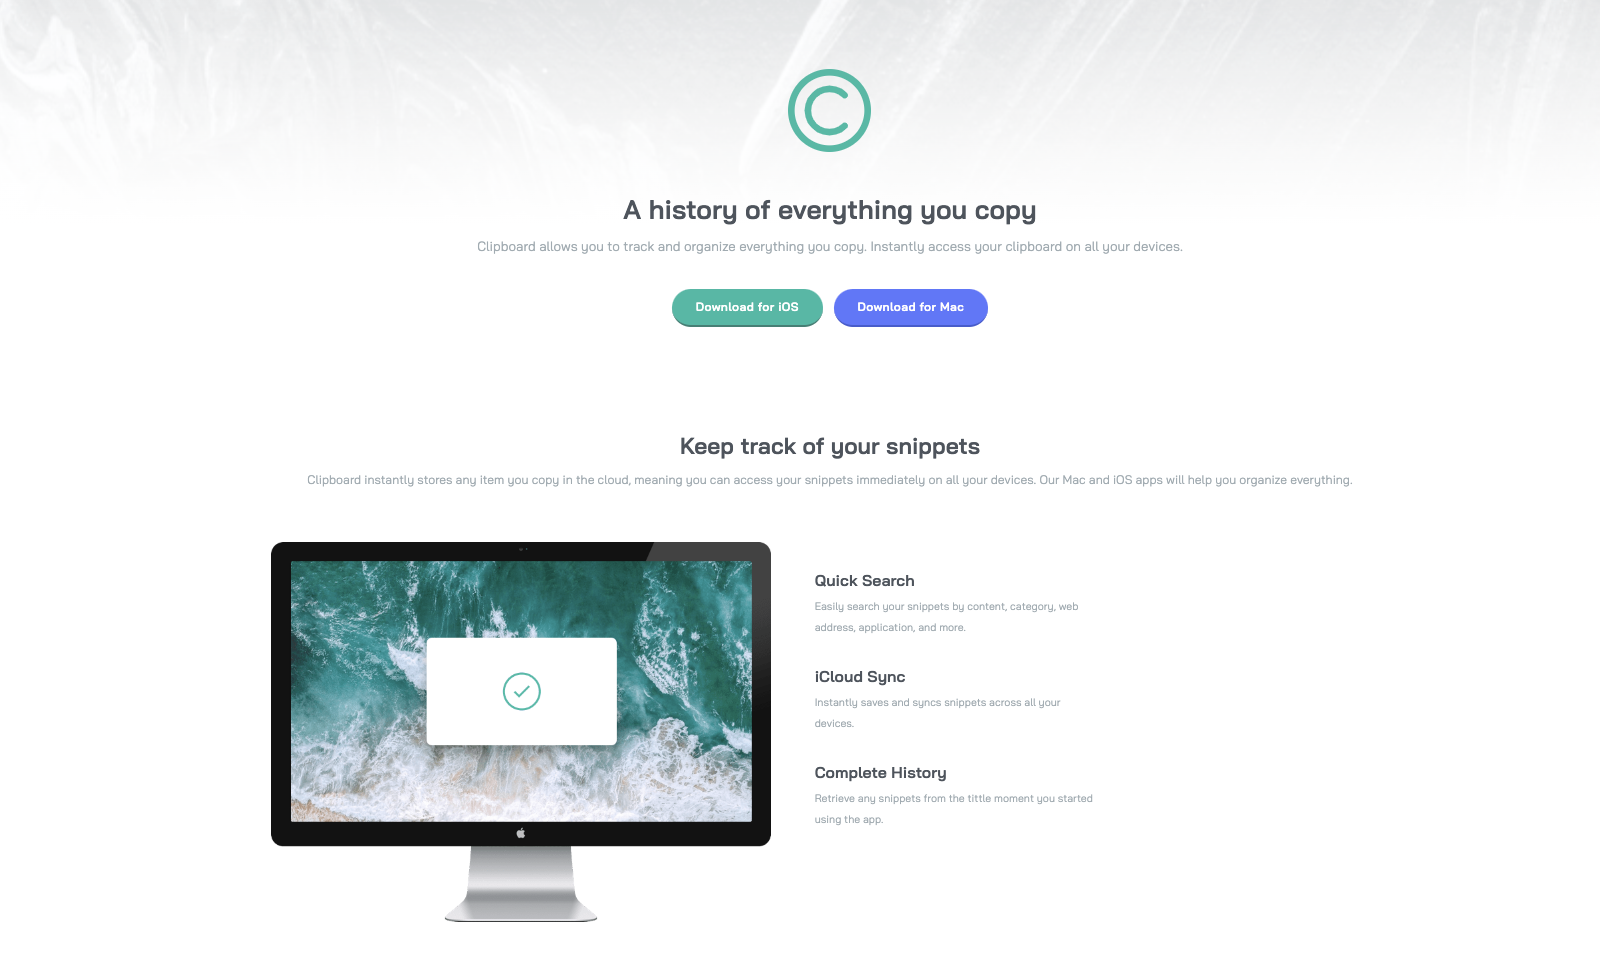 A history of everything you copy
Clipboard allows you to track and organize everything you copy. Instantly access your clipboard on all your devices.
Download for iOS
Download for Mac
Keep track of your snippets
Clipboard instantly stores any item you copy in the cloud, meaning you can access your snippets immediately on all your devices. Our Mac and iOS apps will help you organize everything.
Quick Search
Easily search your snippets by content, category, web
address, application, and more.
iCloud Sync
Instantly saves and syncs snippets across all your
devices.
Complete History
Retrieve any snippets from the tittle moment you started
using the app.